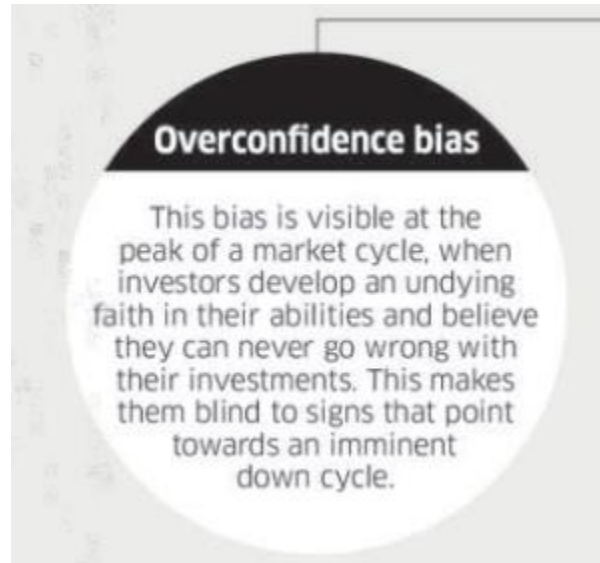 Overconfidence bias
This bias is visible at the
peak of a market cycle, when
investors develop an undying
faith in their abilities and believe
they can never go wrong with
their investments. This makes
them blind to signs that point
towards an imminent
down cycle.